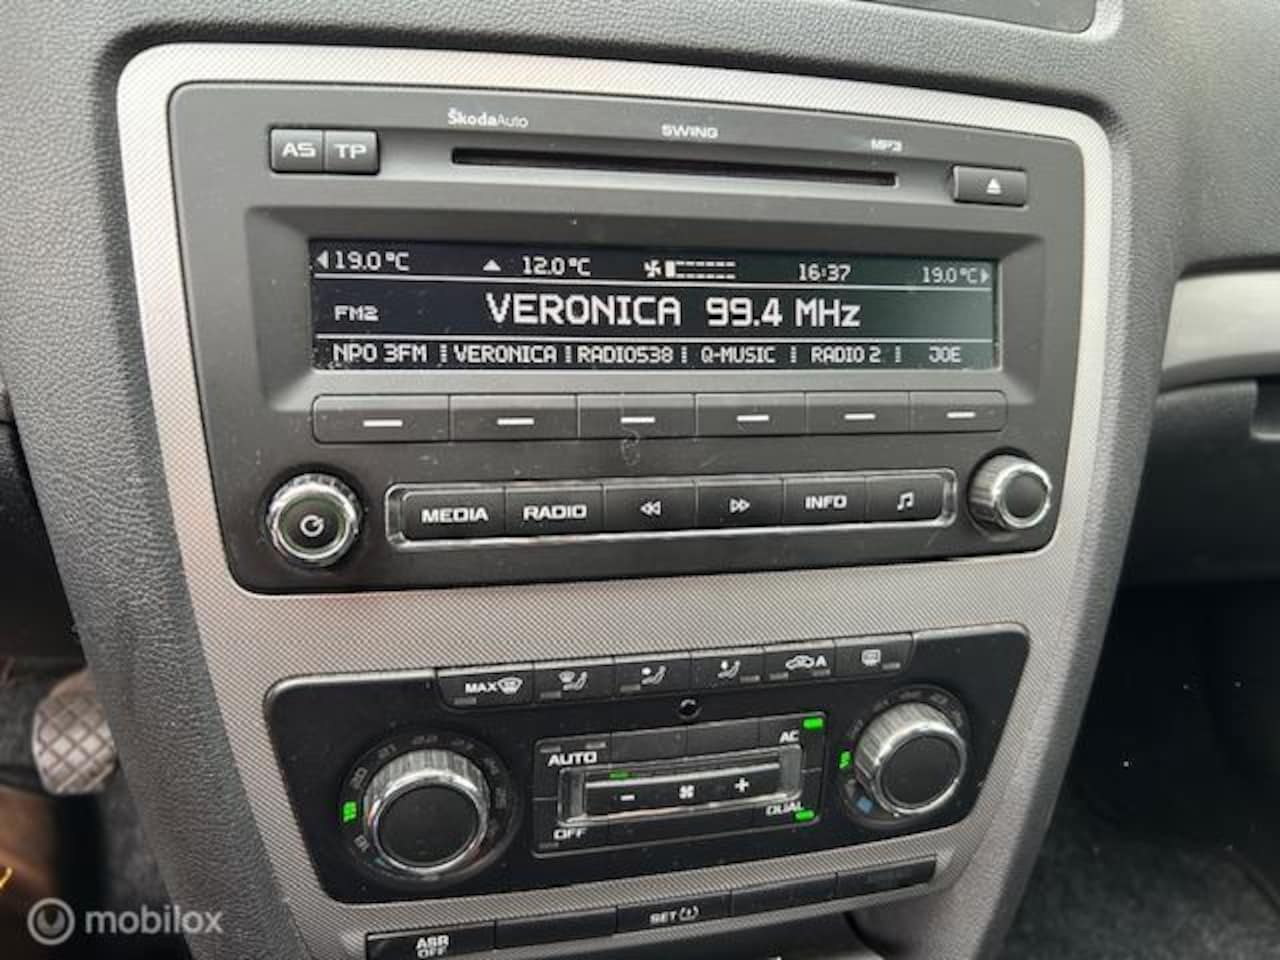 ŠkodaAuto SWING MP3
AS TP
19.0°C 12.0°C 16:37 19.0°C
FM2 VERONICA 99.4 MHz
NPO 3FM VERONICA RADIO538 Q-MUSIC RADIO 2 JOE
MEDIA RADIO INFO
MAX A
AUTO AC
- +
OFF DUAL
SET
ASR
OFF
mobilox